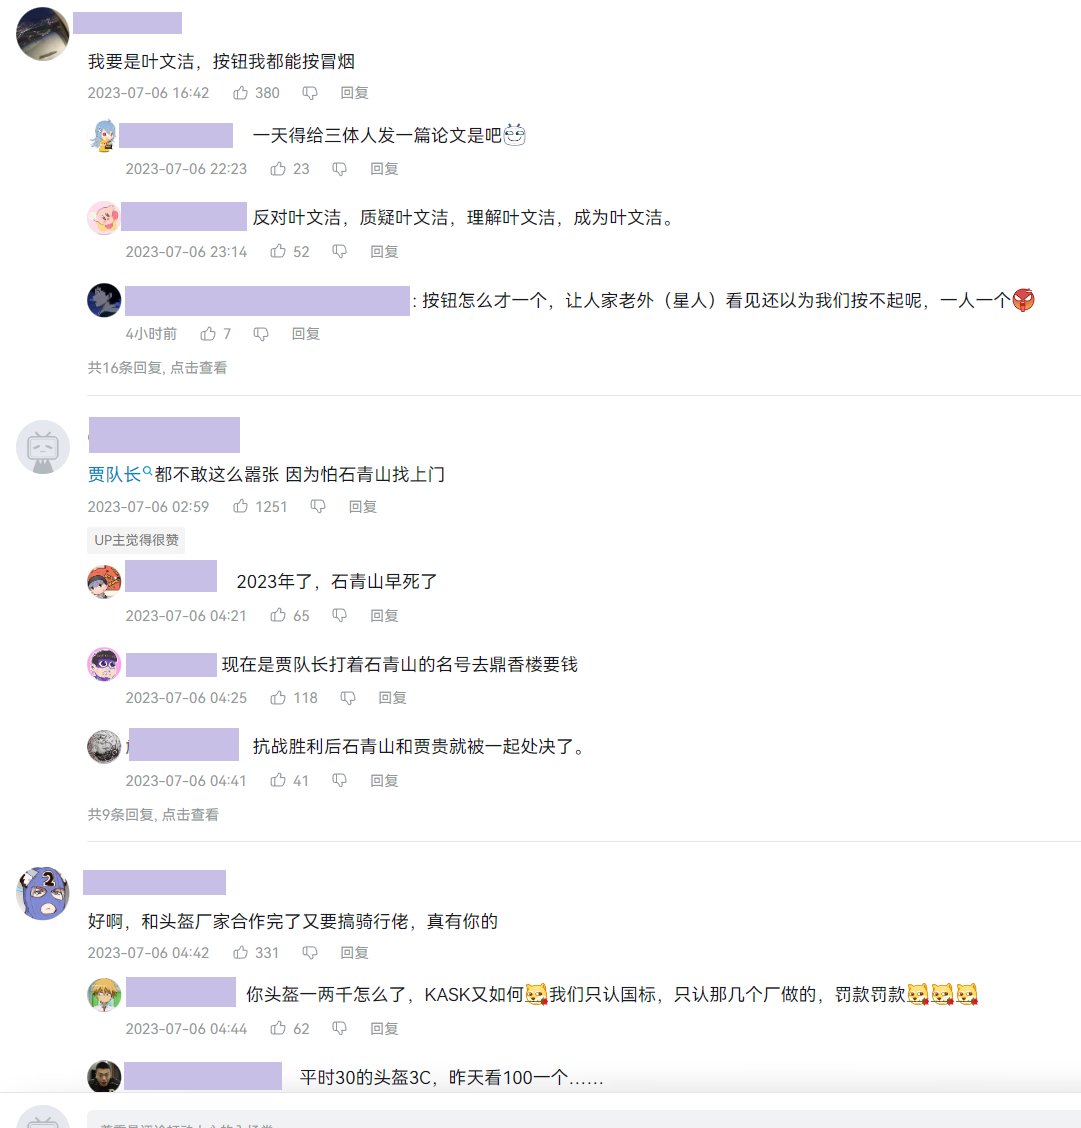 我要是叶文洁，按钮我都能按冒烟
2023-07-06 16:42 380 回复
一天得给三体人发一篇论文是吧
2023-07-06 22:23 23 回复
反对叶文洁，质疑叶文洁，理解叶文洁，成为叶文洁。
2023-07-06 23:14 52 回复
: 按钮怎么才一个，让人家老外（星人）看见还以为我们按不起呢，一人一个
4小时前 7 回复
共16条回复, 点击查看
贾队长都不敢这么嚣张 因为怕石青山找上门
2023-07-06 02:59 1251 回复
UP主觉得很赞
2023年了，石青山早死了
2023-07-06 04:21 65 回复
现在是贾队长打着石青山的名号去鼎香楼要钱
2023-07-06 04:25 118 回复
抗战胜利后石青山和贾贵就被一起处决了。
2023-07-06 04:41 41 回复
共9条回复, 点击查看
2
好啊，和头盔厂家合作完了又要搞骑行佬，真有你的
2023-07-06 04:42 331 回复
你头盔一两千怎么了，KASK又如何我们只认国标，只认那几个厂做的，罚款罚款
2023-07-06 04:44 62 回复
平时30的头盔3C，昨天看100一个……